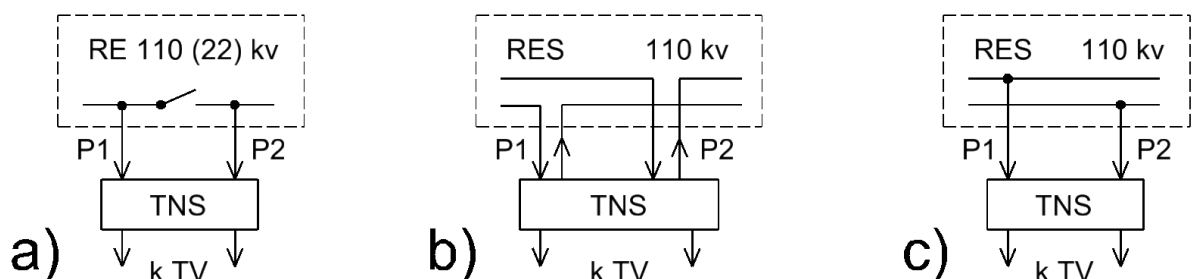 RE 110 (22) kv
P1 P2
TNS
k TV
a)
RES 110 kv
P1 P2
TNS
k TV
b)
RES 110 kv
P1 P2
TNS
k TV
c)